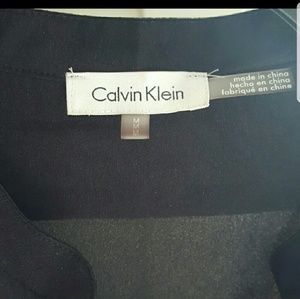 Calvin Klein
made in china
hecho en china
fabriqué en chine
M
M
M